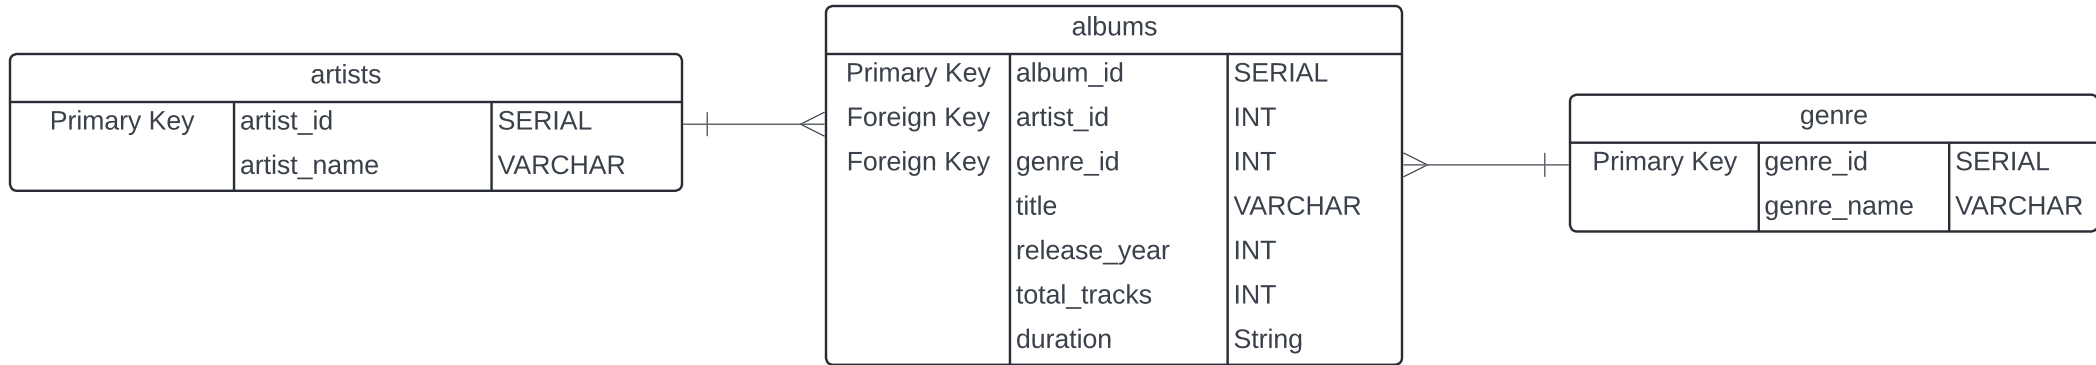 artists
Primary Key artist_id SERIAL
artist_name VARCHAR
albums
Primary Key album_id SERIAL
Foreign Key artist_id INT
Foreign Key genre_id INT
title VARCHAR
release_year INT
total_tracks INT
duration String
genre
Primary Key genre_id SERIAL
genre_name VARCHAR